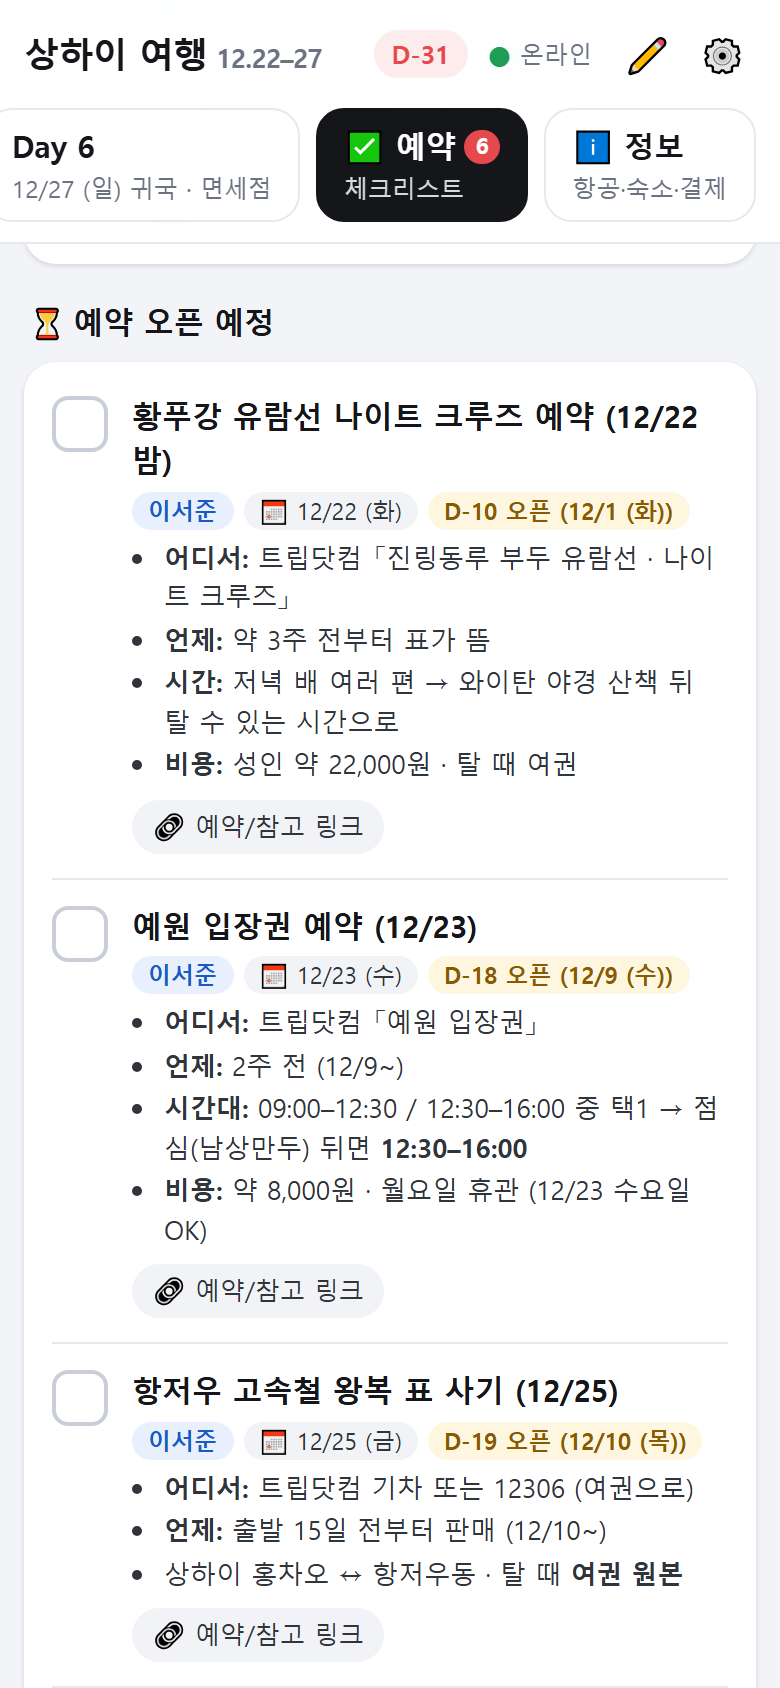 상하이 여행 12.22–27 D-31 온라인
Day 6
12/27 (일) 귀국 · 면세점
예약 6
체크리스트
정보
항공·숙소·결제
예약 오픈 예정
황푸강 유람선 나이트 크루즈 예약 (12/22
밤)
이서준 12/22 (화) D-10 오픈 (12/1 (화))
• 어디서: 트립닷컴「진링동루 부두 유람선 · 나이
트 크루즈」
• 언제: 약 3주 전부터 표가 뜸
• 시간: 저녁 배 여러 편 → 와이탄 야경 산책 뒤
탈 수 있는 시간으로
• 비용: 성인 약 22,000원 · 탈 때 여권
예약/참고 링크
예원 입장권 예약 (12/23)
이서준 12/23 (수) D-18 오픈 (12/9 (수))
• 어디서: 트립닷컴「예원 입장권」
• 언제: 2주 전 (12/9~)
• 시간대: 09:00–12:30 / 12:30–16:00 중 택1 → 점
심(남상만두) 뒤면 12:30–16:00
• 비용: 약 8,000원 · 월요일 휴관 (12/23 수요일
OK)
예약/참고 링크
항저우 고속철 왕복 표 사기 (12/25)
이서준 12/25 (금) D-19 오픈 (12/10 (목))
• 어디서: 트립닷컴 기차 또는 12306 (여권으로)
• 언제: 출발 15일 전부터 판매 (12/10~)
• 상하이 홍차오 ↔ 항저우동 · 탈 때 여권 원본
예약/참고 링크